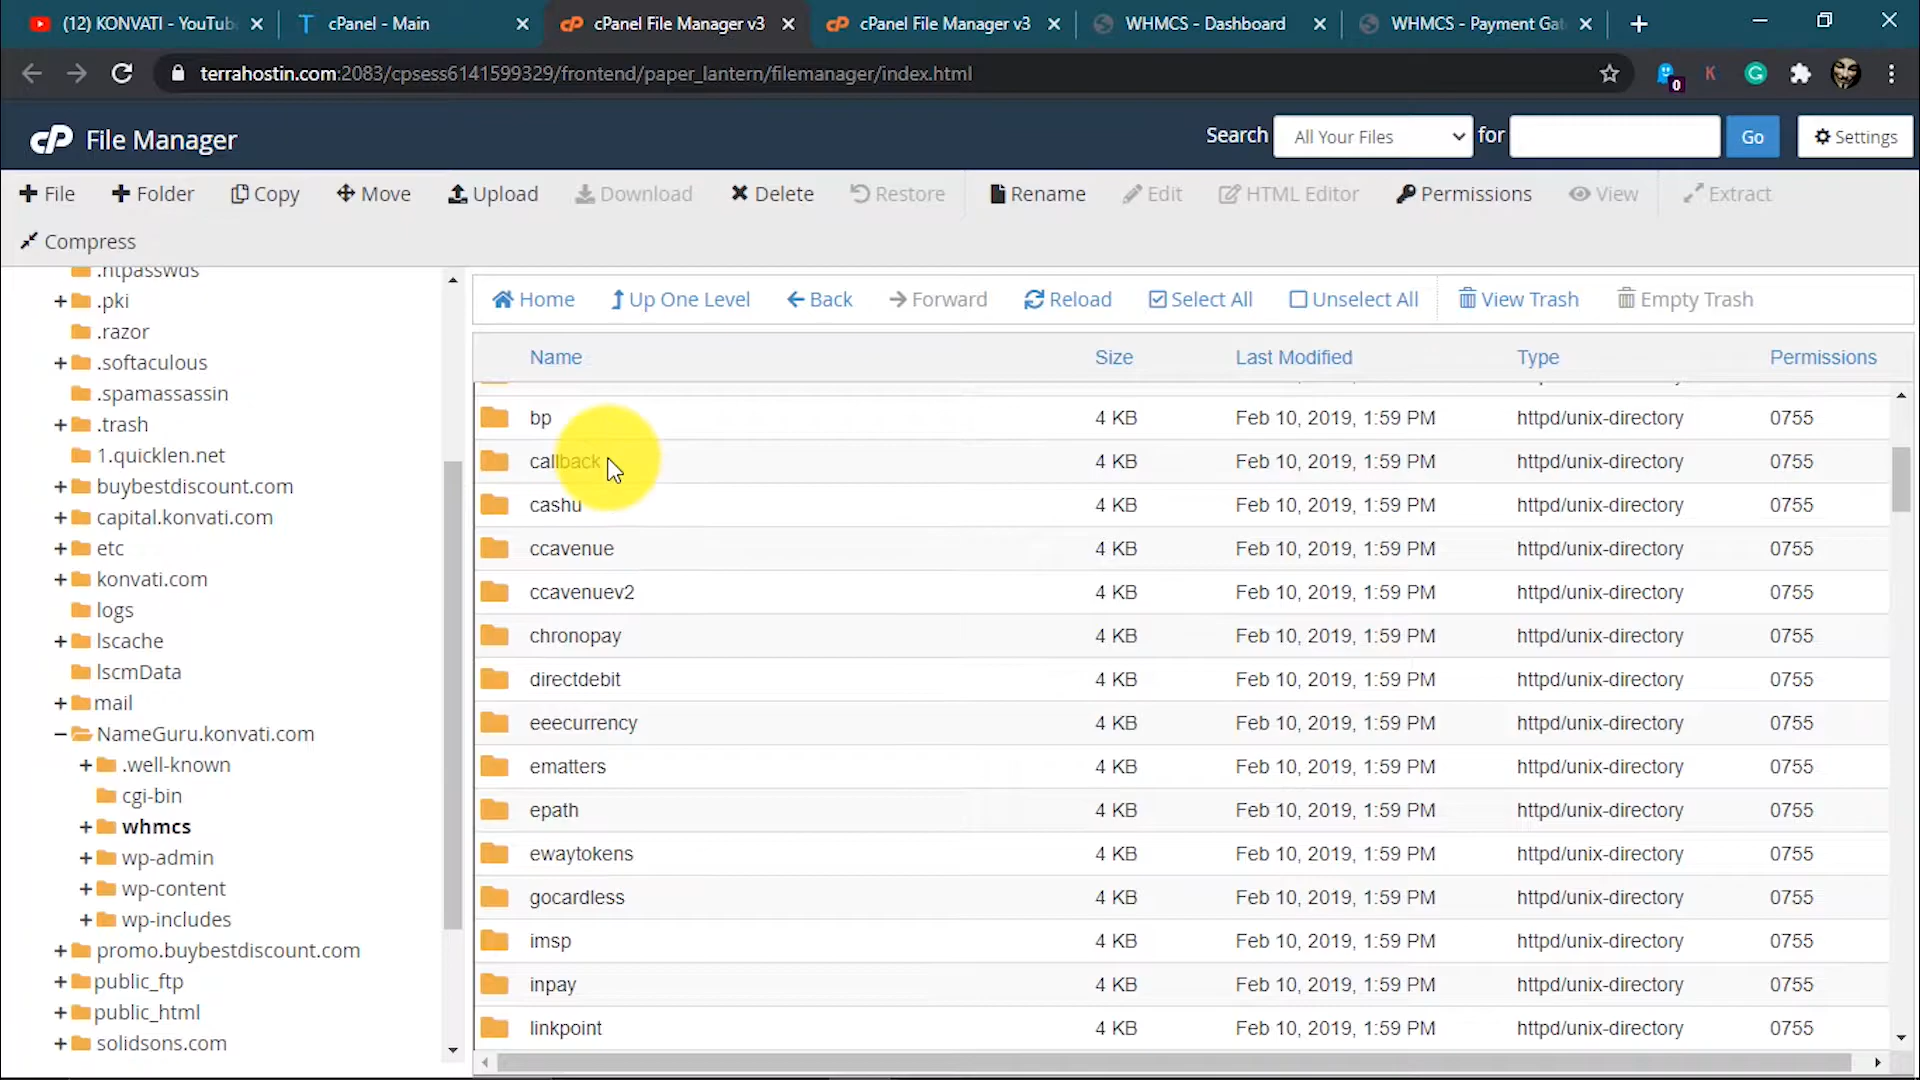 (12) KONVATI - YouTub
cPanel - Main
cPanel File Manager v3
cPanel File Manager v3
WHMCS - Dashboard
WHMCS - Payment Gat
terrahostin.com:2083/cpsess6141599329/frontend/paper_lantern/filemanager/index.html
0
K
cP File Manager
Search
All Your Files
for
Go
Settings
File
Folder
Copy
Move
Upload
Download
Delete
Restore
Rename
Edit
HTML Editor
Permissions
View
Extract
Compress
.htpasswds
.pki
.razor
.softaculous
.spamassassin
.trash
1.quicklen.net
buybestdiscount.com
capital.konvati.com
etc
konvati.com
logs
lscache
lscmData
mail
NameGuru.konvati.com
.well-known
cgi-bin
whmcs
wp-admin
wp-content
wp-includes
promo.buybestdiscount.com
public_ftp
public_html
solidsons.com
Home
Up One Level
Back
Forward
Reload
Select All
Unselect All
View Trash
Empty Trash
Name Size Last Modified Type Permissions
bp 4 KB Feb 10, 2019, 1:59 PM httpd/unix-directory 0755
callback 4 KB Feb 10, 2019, 1:59 PM httpd/unix-directory 0755
cashu 4 KB Feb 10, 2019, 1:59 PM httpd/unix-directory 0755
ccavenue 4 KB Feb 10, 2019, 1:59 PM httpd/unix-directory 0755
ccavenuev2 4 KB Feb 10, 2019, 1:59 PM httpd/unix-directory 0755
chronopay 4 KB Feb 10, 2019, 1:59 PM httpd/unix-directory 0755
directdebit 4 KB Feb 10, 2019, 1:59 PM httpd/unix-directory 0755
eeecurrency 4 KB Feb 10, 2019, 1:59 PM httpd/unix-directory 0755
ematters 4 KB Feb 10, 2019, 1:59 PM httpd/unix-directory 0755
epath 4 KB Feb 10, 2019, 1:59 PM httpd/unix-directory 0755
ewaytokens 4 KB Feb 10, 2019, 1:59 PM httpd/unix-directory 0755
gocardless 4 KB Feb 10, 2019, 1:59 PM httpd/unix-directory 0755
imsp 4 KB Feb 10, 2019, 1:59 PM httpd/unix-directory 0755
inpay 4 KB Feb 10, 2019, 1:59 PM httpd/unix-directory 0755
linkpoint 4 KB Feb 10, 2019, 1:59 PM httpd/unix-directory 0755